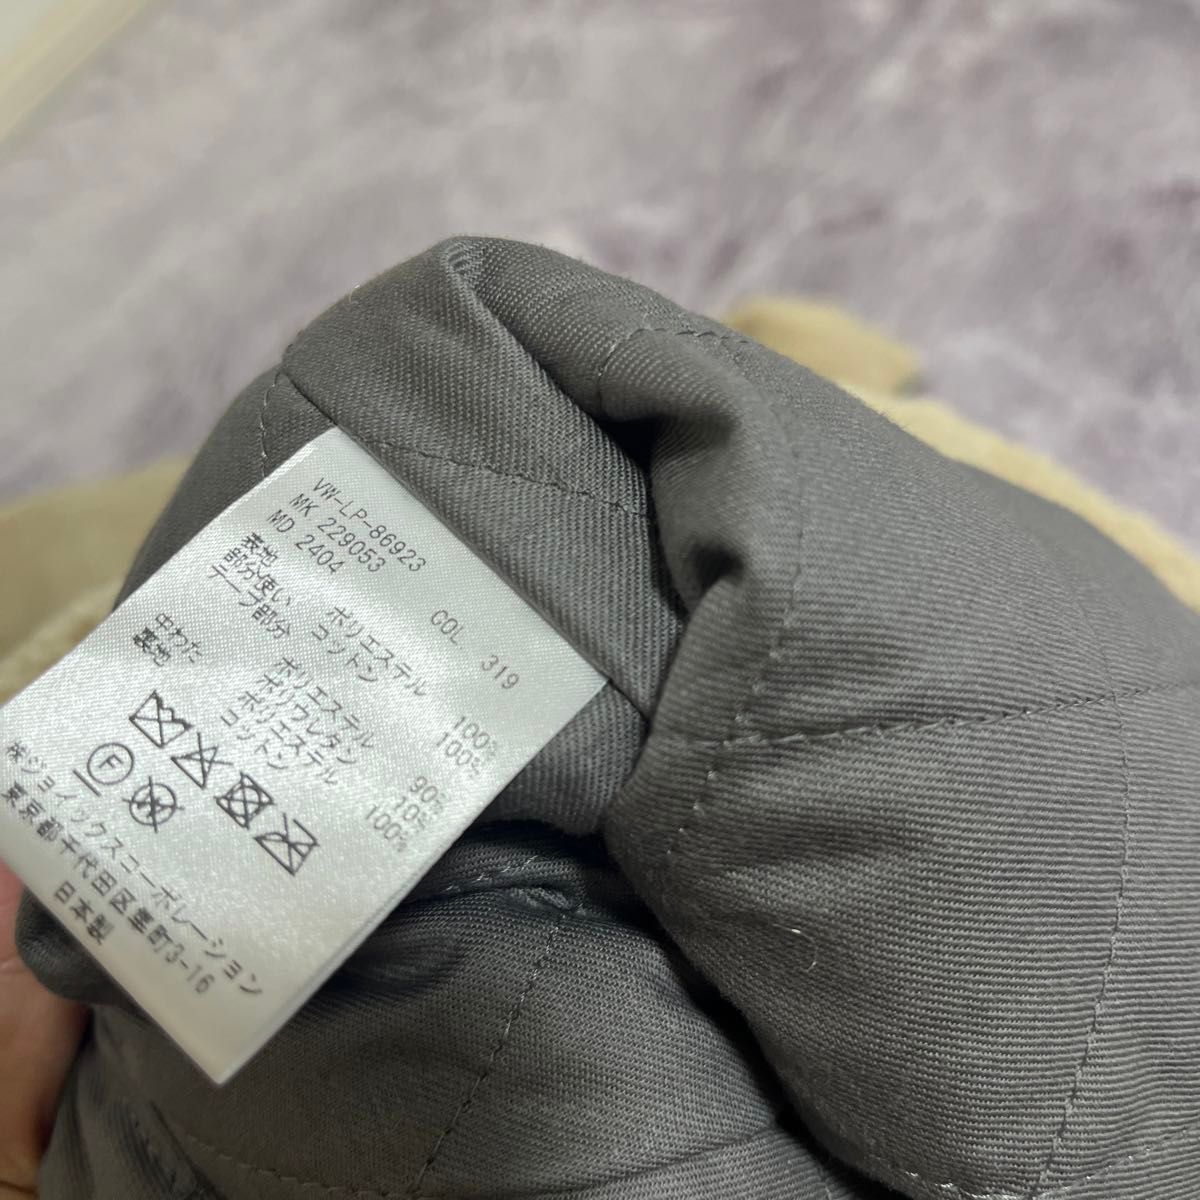 VW-LP-86923 COL 319
MK 229053
MD 2404
表地 ポリエステル 100%
部分使い コットン 100%
テープ部分 ポリエステル 90%
ポリウレタン 10%
中わた ポリエステル 100%
裏地 コットン
F
㈱ジョイックスコーポレーション
東京都千代田区隼町3-16
日本製